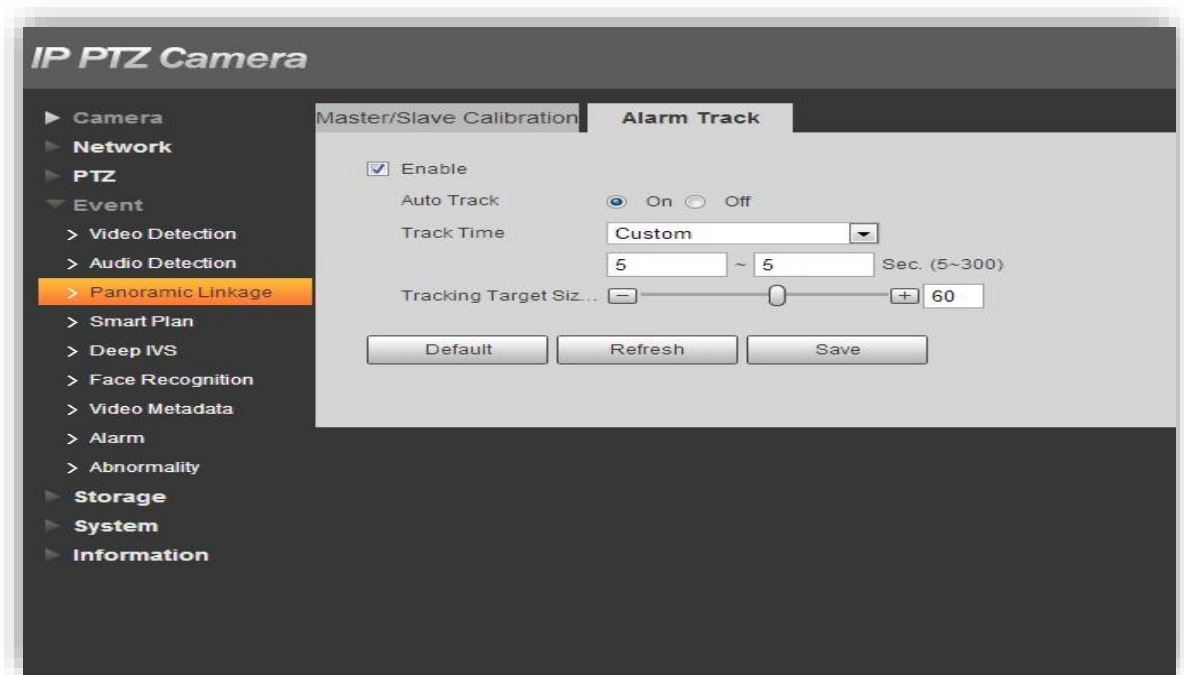 IP PTZ Camera
Camera
Network
PTZ
Event
Video Detection
Audio Detection
Panoramic Linkage
Smart Plan
Deep IVS
Face Recognition
Video Metadata
Alarm
Abnormality
Storage
System
Information
Master/Slave Calibration Alarm Track
Enable
Auto Track On Off
Track Time Custom
5 ~ 5 Sec. (5~300)
Tracking Target Siz... 60
Default Refresh Save